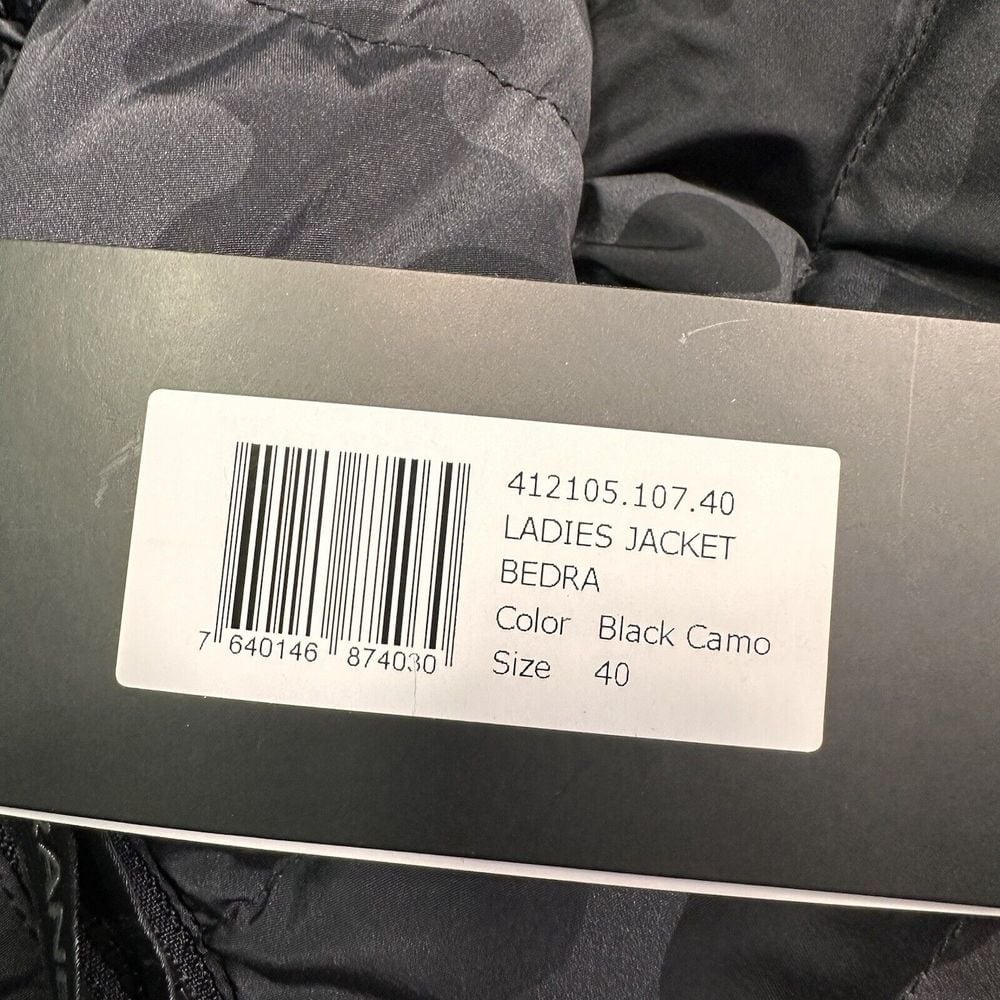 412105.107.40
LADIES JACKET
BEDRA
Color Black Camo
Size 40
7 640146 874030